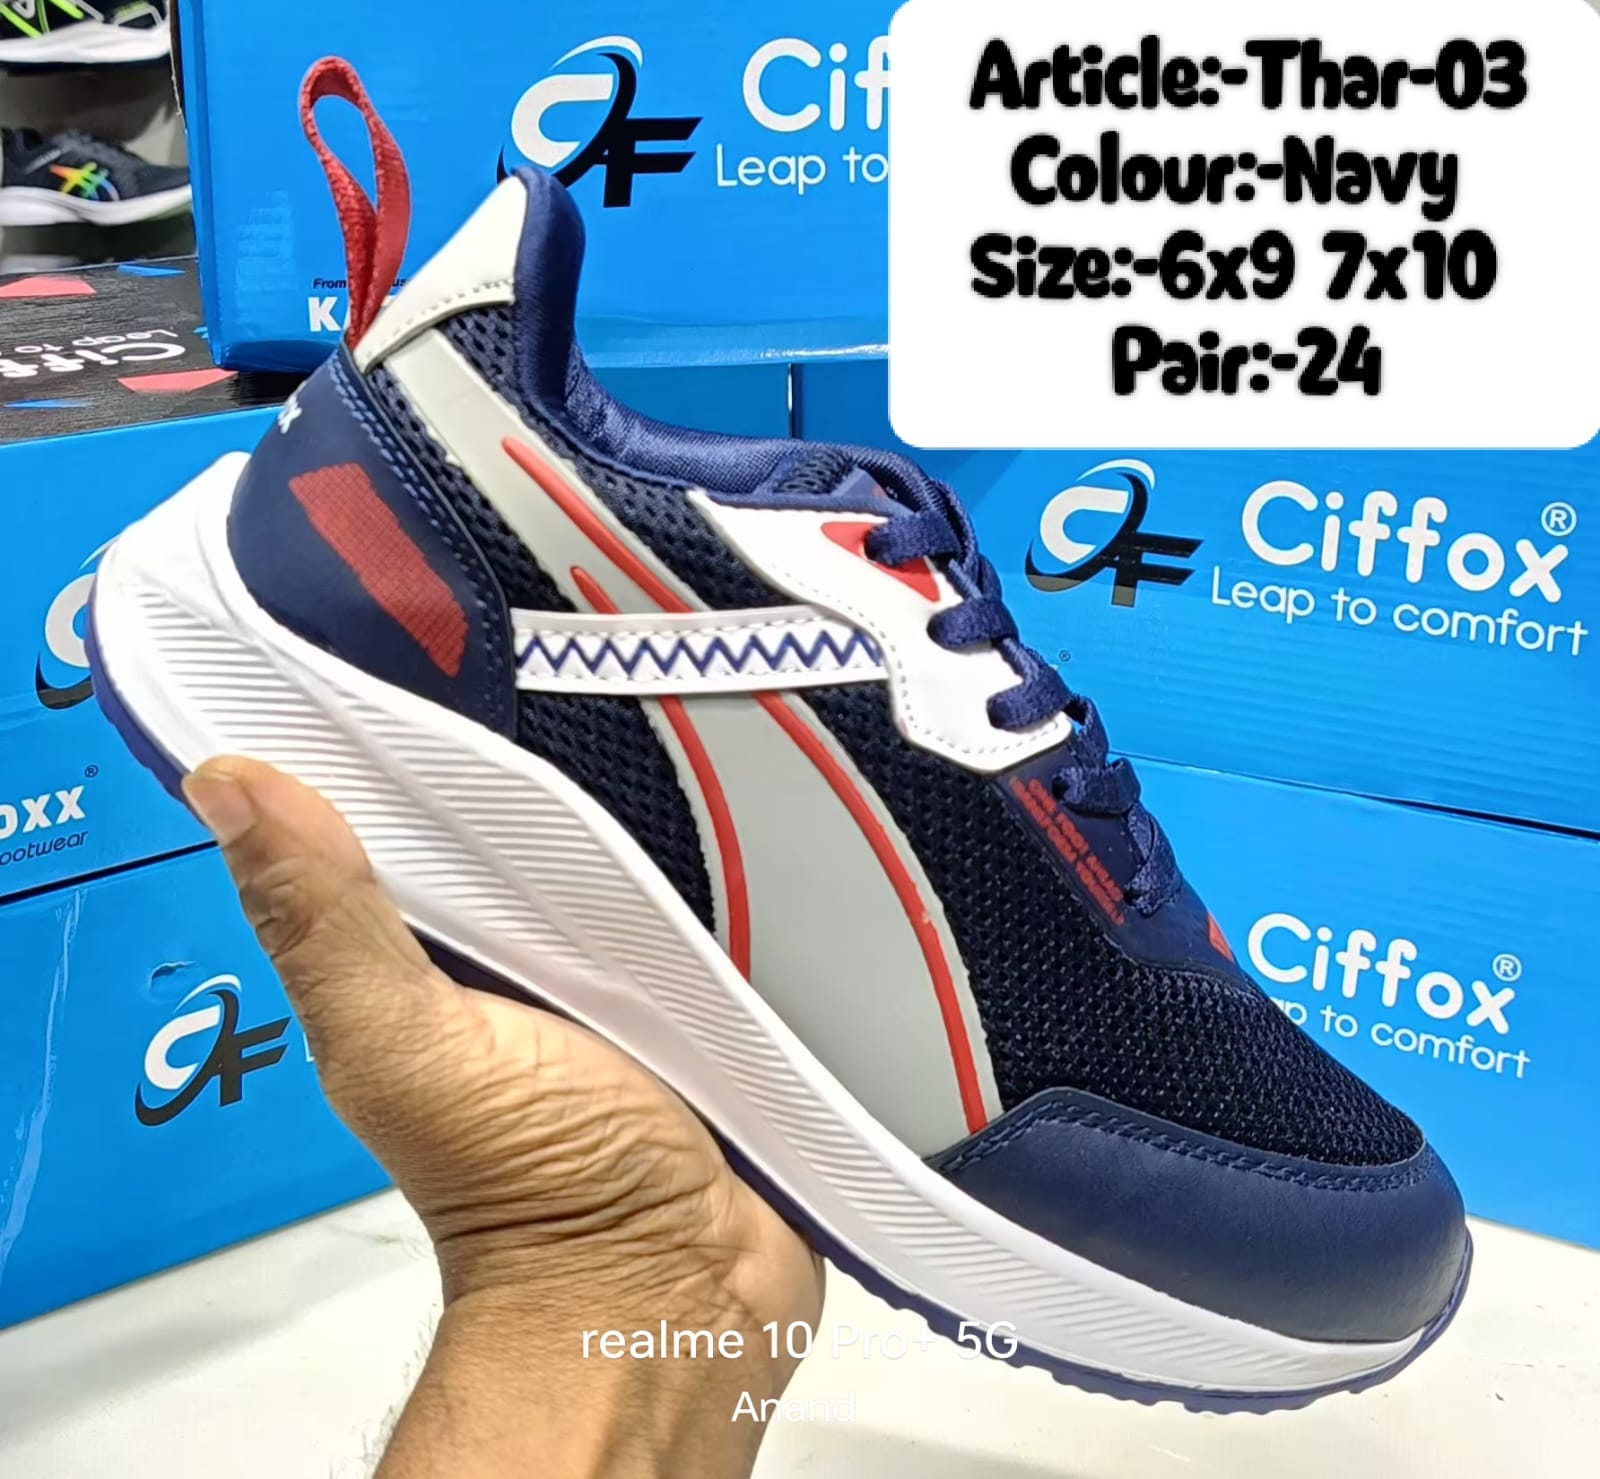 Article:-Thar-03
Colour:-Navy
Size:-6x9 7x10
Pair:-24
Leap to
From
Ciffox®
Leap to comfort
oxx®
ootwear
Ciffox®
p to comfort
realme 10 Pro+ 5G
Anand